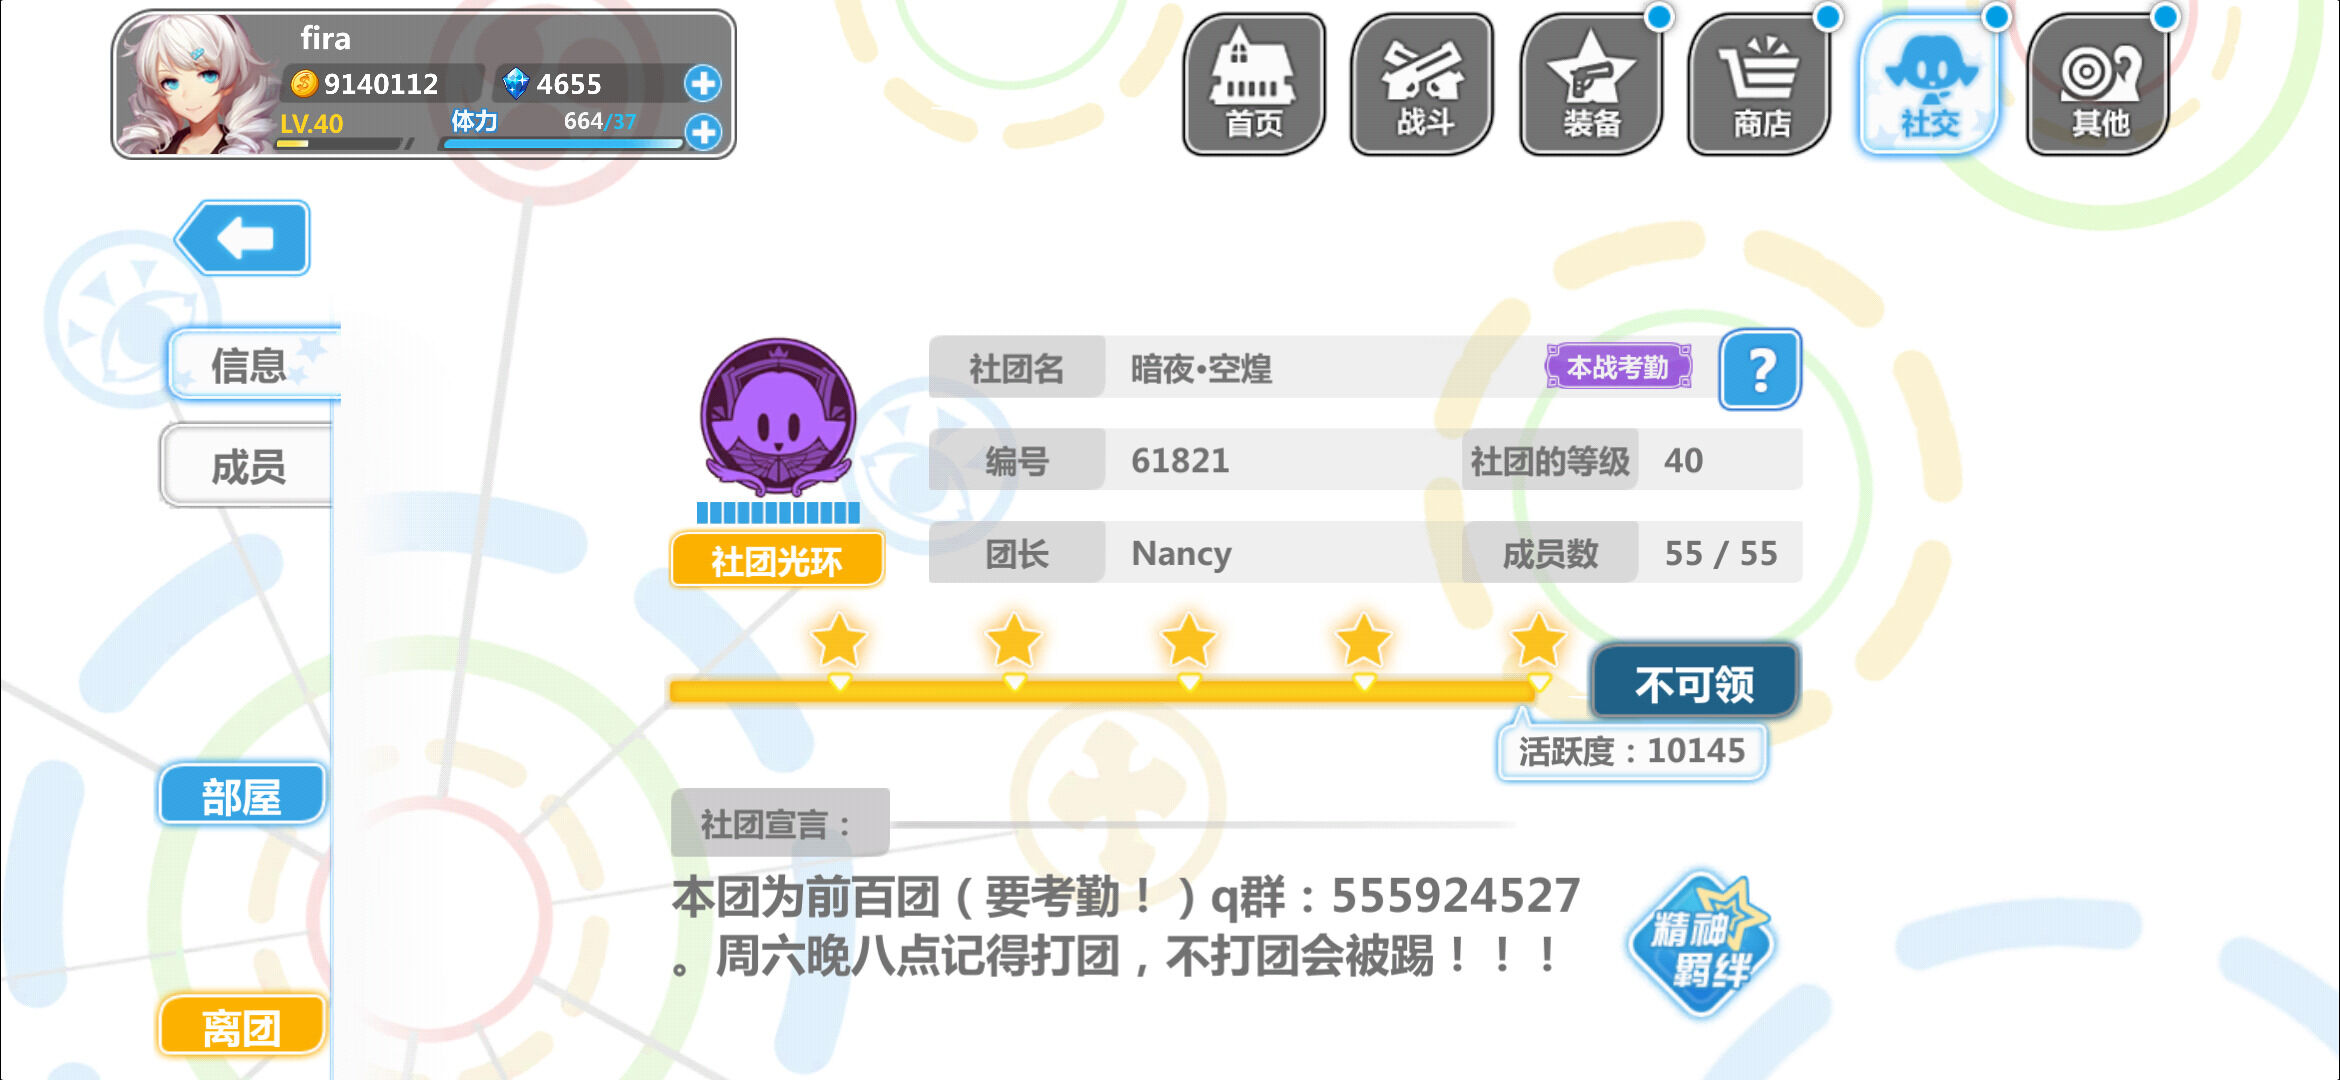 fira
9140112
4655
LV.40
体力
664/37
首页
战斗
装备
商店
社交
其他
信息
成员
部屋
离团
社团名
暗夜·空煌
本战考勤
?
编号
61821
社团的等级
40
社团光环
团长
Nancy
成员数
55 / 55
不可领
活跃度：10145
社团宣言：
本团为前百团（要考勤！）q群：555924527
。周六晚八点记得打团，不打团会被踢！！！
精神
羁绊